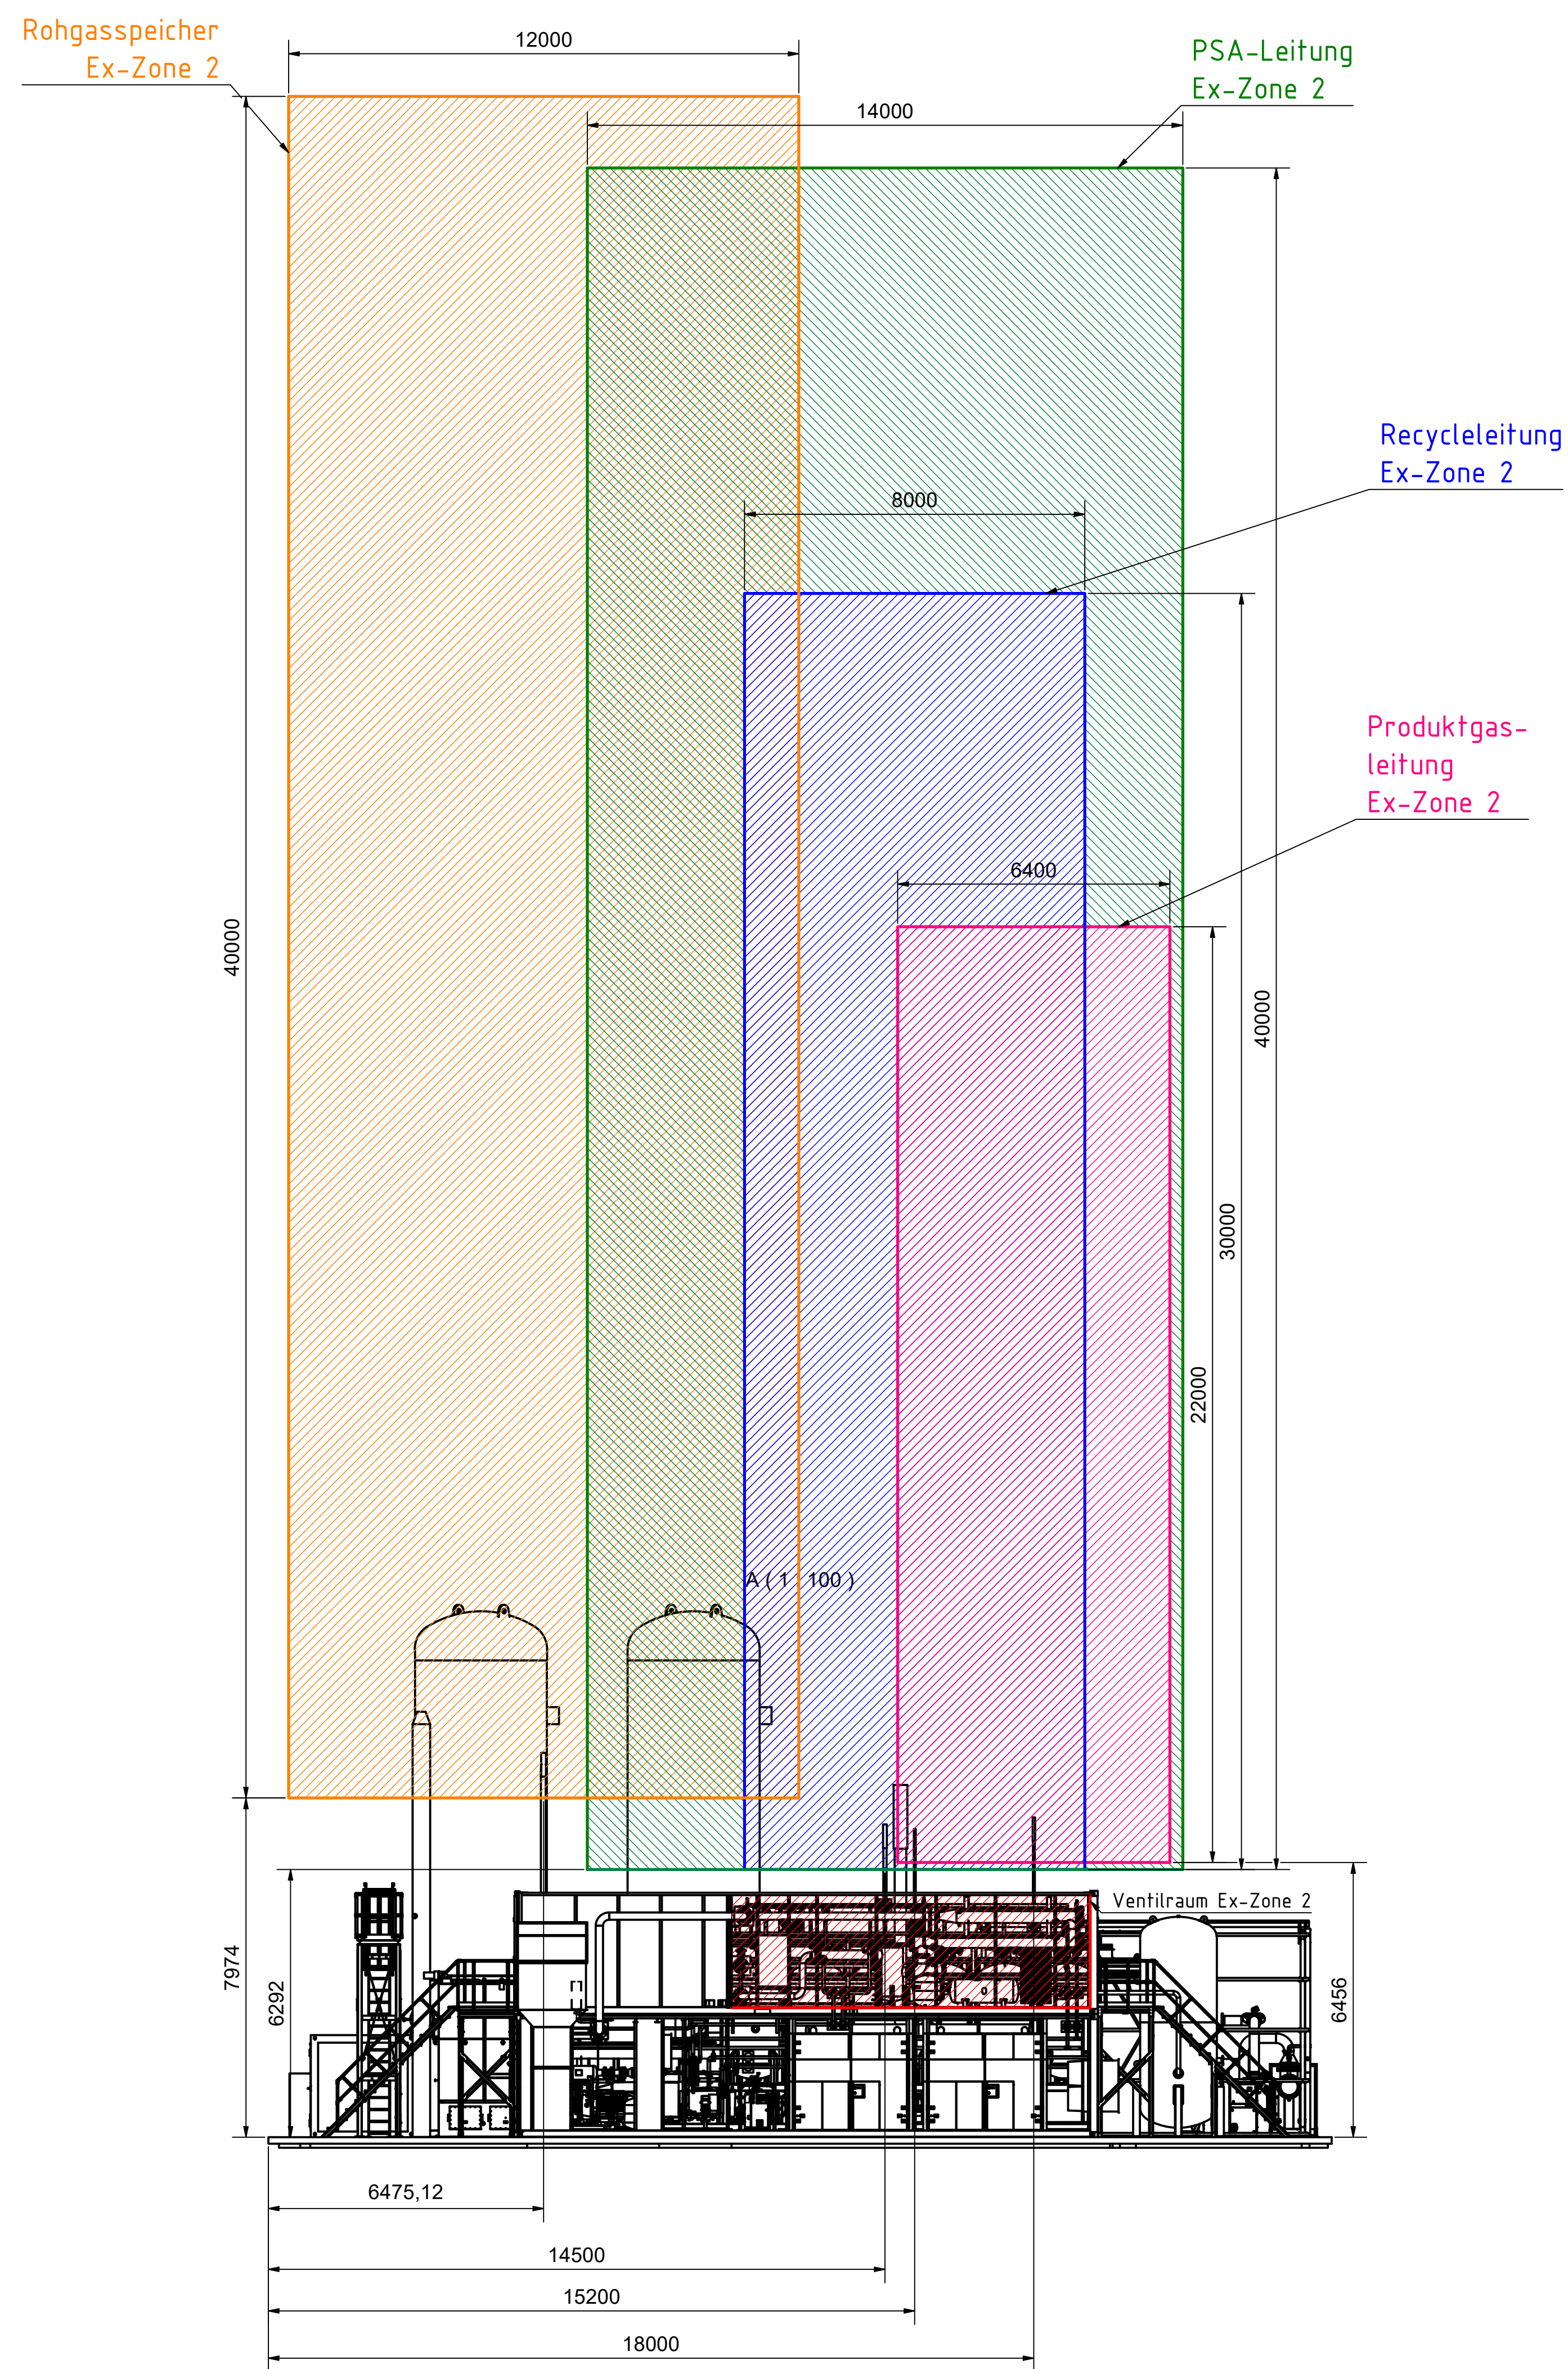 Rohgasspeicher
Ex-Zone 2
12000
PSA-Leitung
Ex-Zone 2
14000
Recycleleitung
Ex-Zone 2
8000
Produktgas-
leitung
Ex-Zone 2
6400
40000
40000
30000
22000
A ( 1 : 100 )
Ventilraum Ex-Zone 2
7974
6292
6456
6475,12
14500
15200
18000